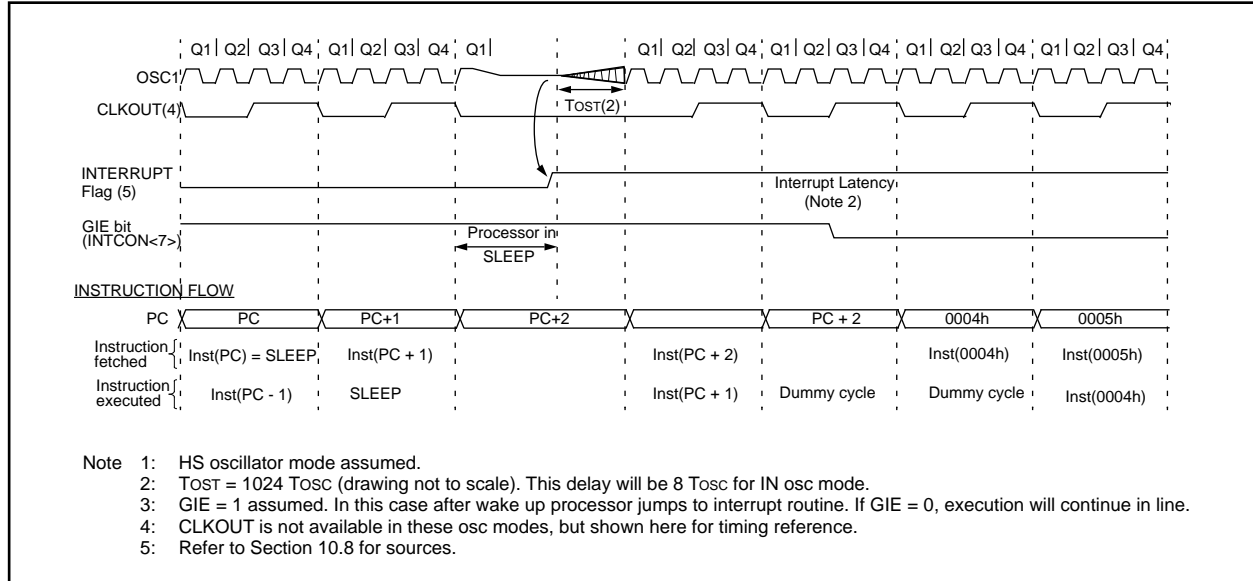 Q1 Q2 Q3 Q4 Q1 Q2 Q3 Q4 Q1 Q1 Q2 Q3 Q4 Q1 Q2 Q3 Q4 Q1 Q2 Q3 Q4 Q1 Q2 Q3 Q4
OSC1
TOST(2)
CLKOUT(4)
INTERRUPT
Flag (5)
Interrupt Latency
(Note 2)
GIE bit
(INTCON<7>)
Processor in
SLEEP
INSTRUCTION FLOW
PC PC PC+1 PC+2 PC + 2 0004h 0005h
Instruction
fetched
Inst(PC) = SLEEP Inst(PC + 1) Inst(PC + 2) Inst(0004h) Inst(0005h)
Instruction
executed
Inst(PC - 1) SLEEP Inst(PC + 1) Dummy cycle Dummy cycle Inst(0004h)
Note 1: HS oscillator mode assumed.
2: TOST = 1024 TOSC (drawing not to scale). This delay will be 8 TOSC for IN osc mode.
3: GIE = 1 assumed. In this case after wake up processor jumps to interrupt routine. If GIE = 0, execution will continue in line.
4: CLKOUT is not available in these osc modes, but shown here for timing reference.
5: Refer to Section 10.8 for sources.